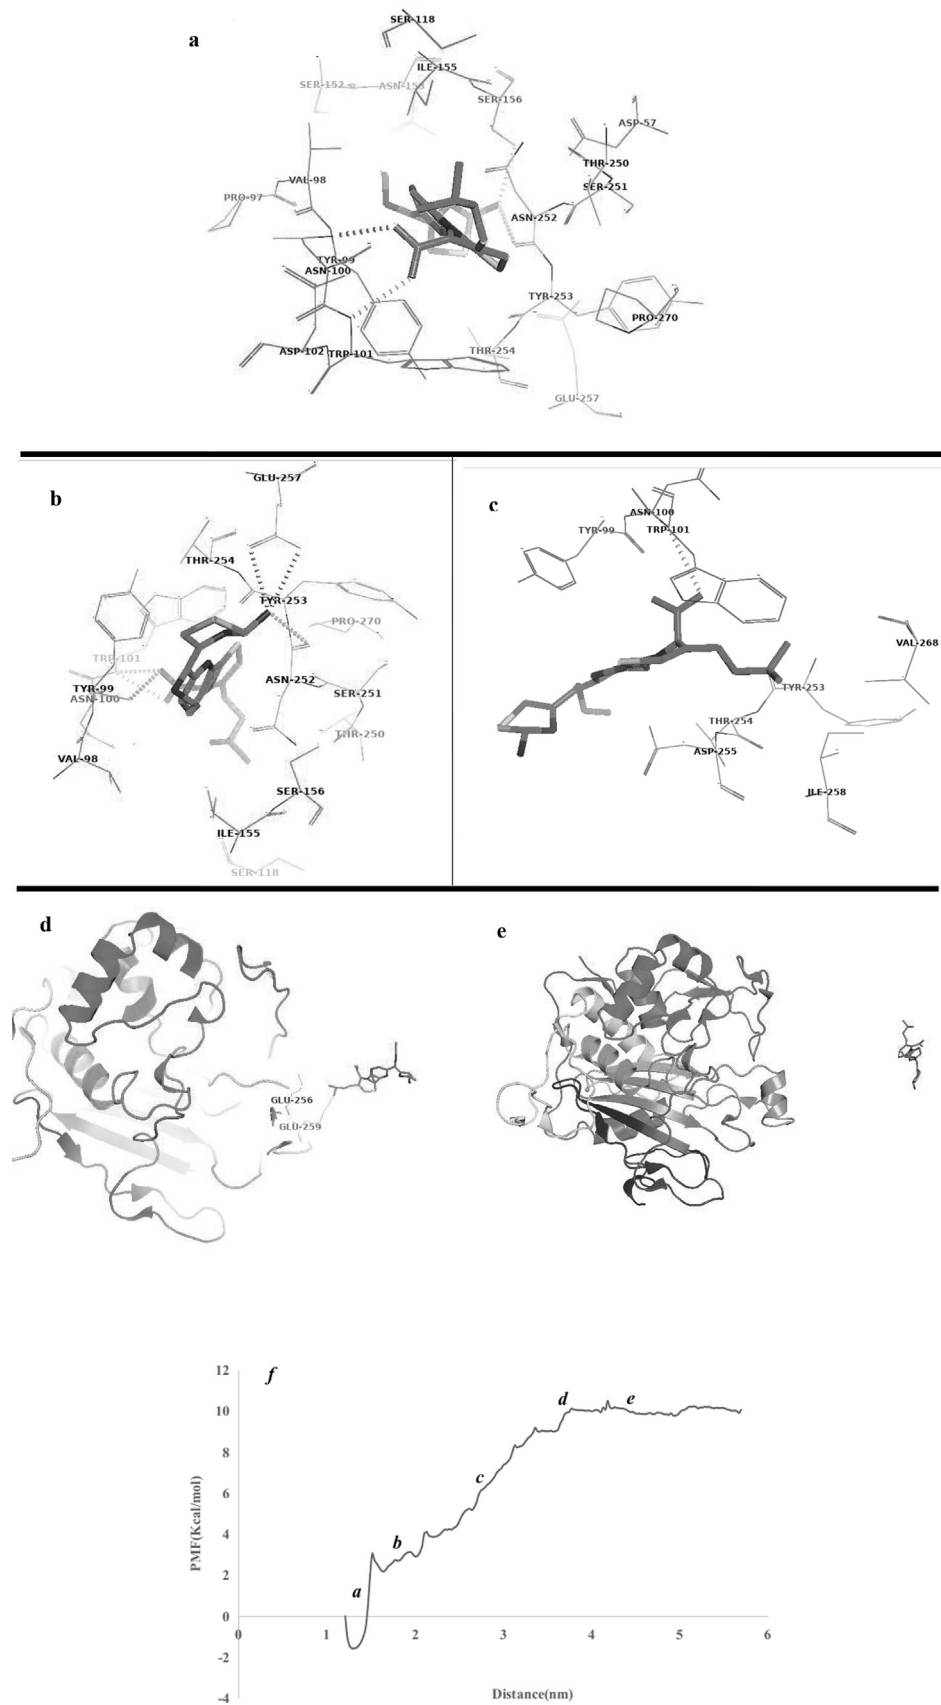 a
SER-118
ILE-155
SER-152
ASN-153
SER-156
ASP-57
THR-250
SER-251
VAL-98
PRO-97
ASN-252
TYR-99
ASN-100
TYR-253
PRO-270
ASP-102
TRP-101
THR-254
GLU-257
b
GLU-257
THR-254
TYR-253
PRO-270
TRP-101
TYR-99
ASN-100
ASN-252
SER-251
THR-250
VAL-98
SER-156
ILE-155
SER-118
c
ASN-100
TYR-99
TRP-101
VAL-268
TYR-253
THR-254
ASP-255
ILE-258
d
GLU-256
GLU-259
e
f
12
10
8
6
4
2
0
-2
-4
PMF(Kcal/mol)
a
b
c
d
e
0 1 2 3 4 5 6
Distance(nm)